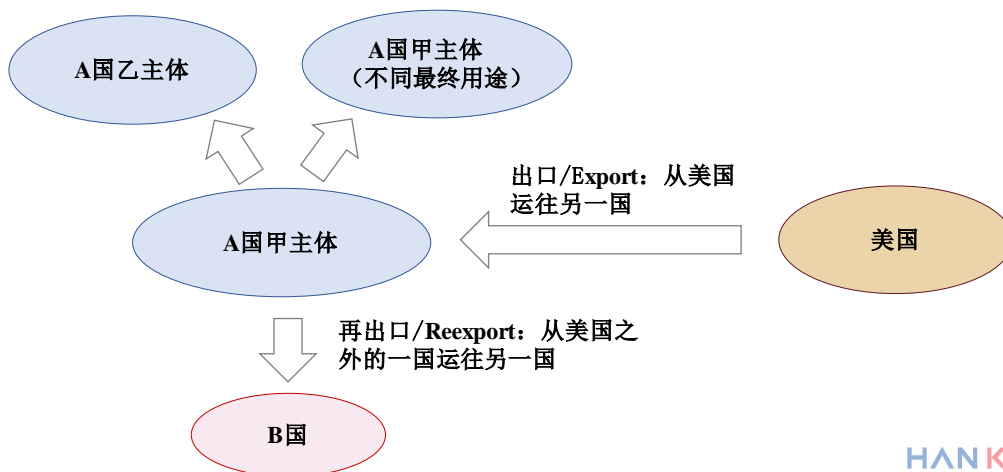 A国乙主体
A国甲主体
（不同最终用途）
出口/Export：从美国
运往另一国
A国甲主体
美国
再出口/Reexport：从美国之
外的一国运往另一国
B国
HAN K